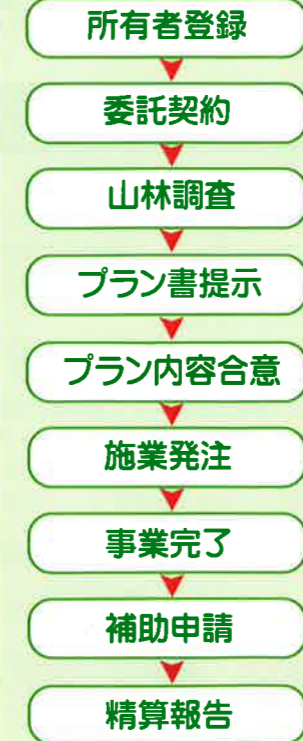 所有者登録
委託契約
山林調査
プラン書提示
プラン内容合意
施業発注
事業完了
補助申請
精算報告